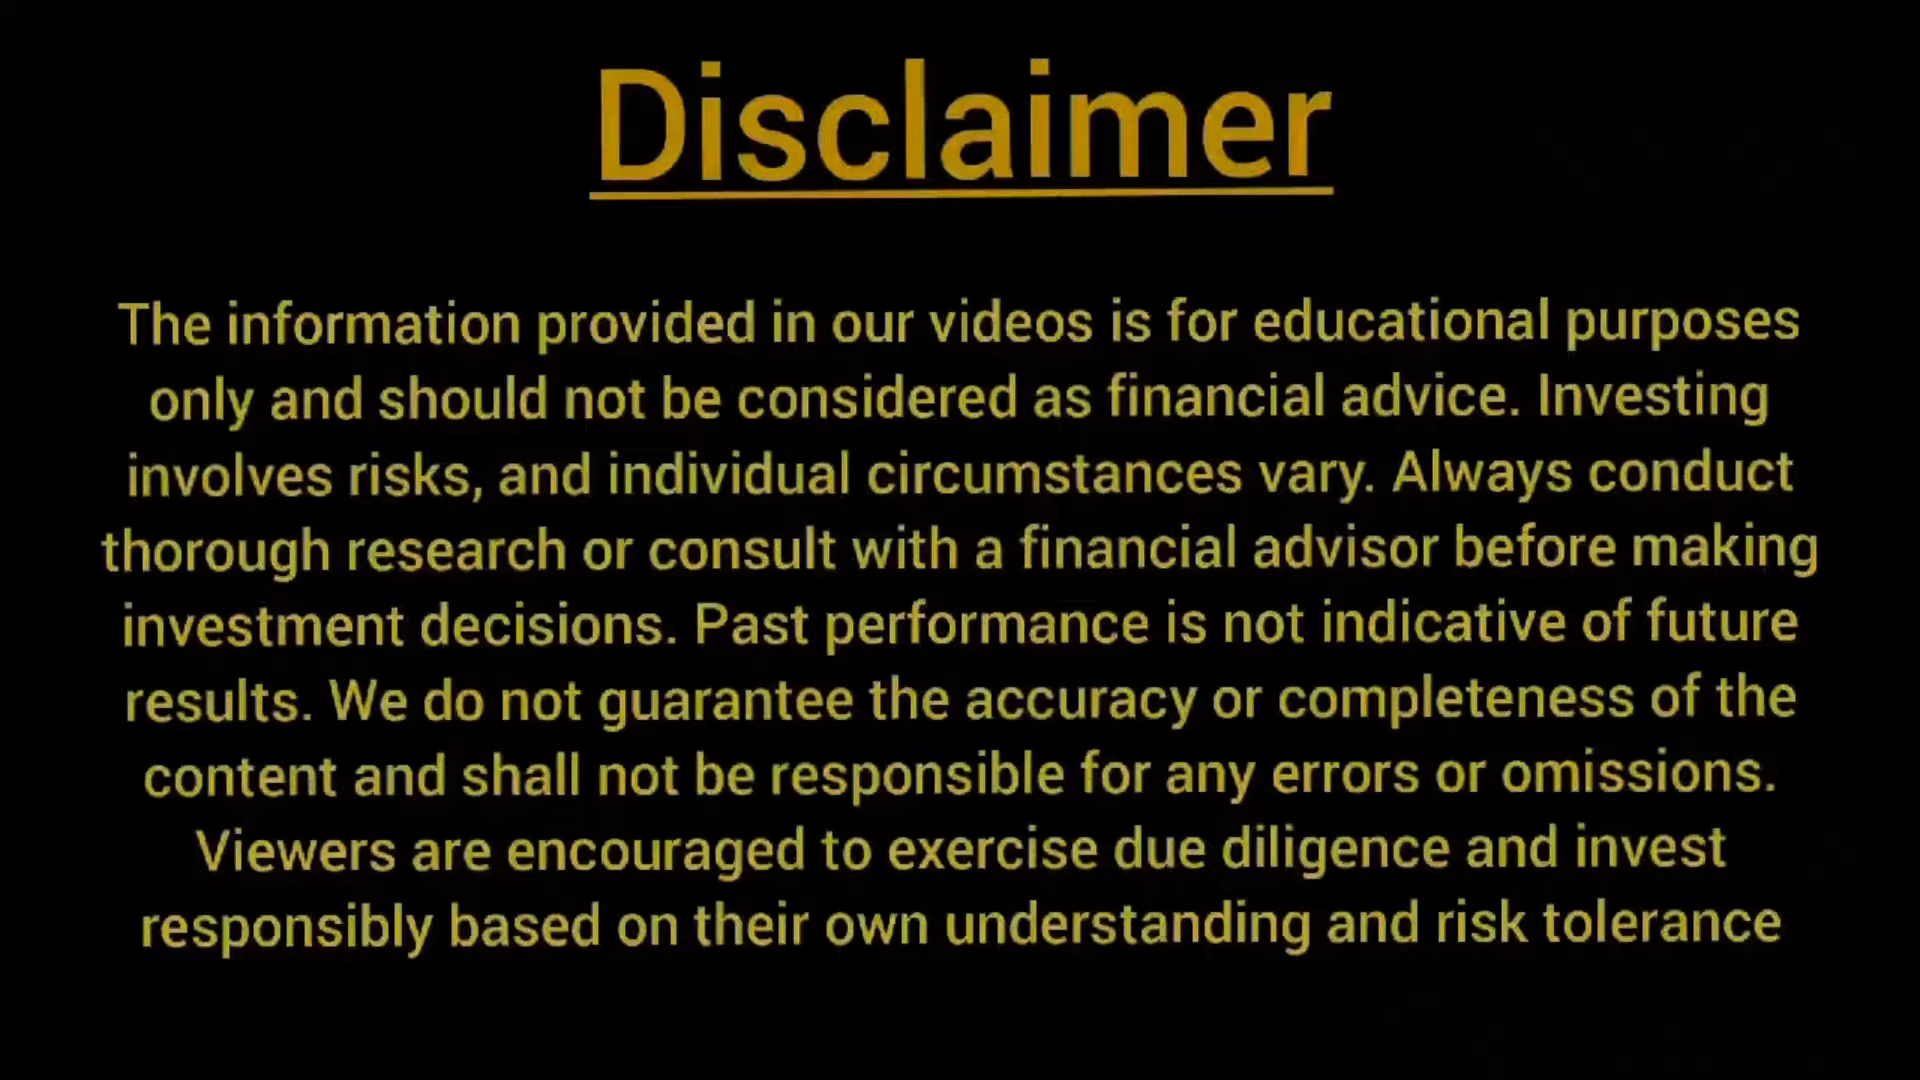 Disclaimer
The information provided in our videos is for educational purposes
only and should not be considered as financial advice. Investing
involves risks, and individual circumstances vary. Always conduct
thorough research or consult with a financial advisor before making
investment decisions. Past performance is not indicative of future
results. We do not guarantee the accuracy or completeness of the
content and shall not be responsible for any errors or omissions.
Viewers are encouraged to exercise due diligence and invest
responsibly based on their own understanding and risk tolerance